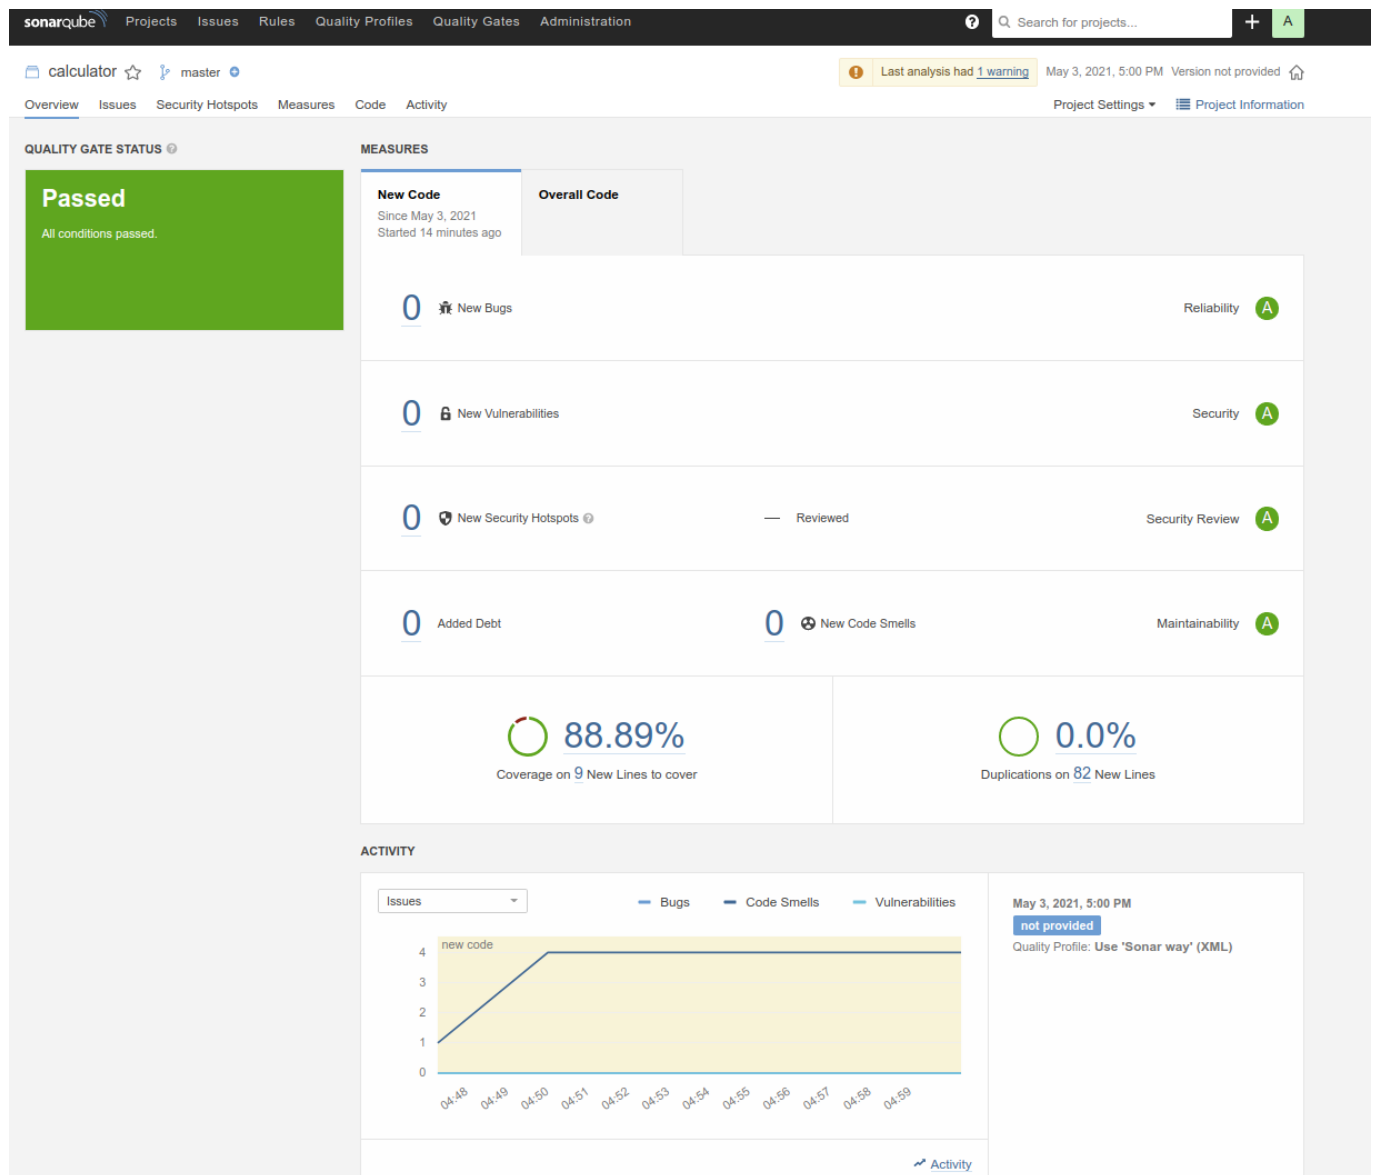 sonarqube Projects Issues Rules Quality Profiles Quality Gates Administration ? Search for projects... + A
calculator master Last analysis had 1 warning May 3, 2021, 5:00 PM Version not provided
Overview Issues Security Hotspots Measures Code Activity Project Settings Project Information
QUALITY GATE STATUS ?
Passed
All conditions passed.
MEASURES
New Code
Since May 3, 2021
Started 14 minutes ago
Overall Code
0 New Bugs Reliability A
0 New Vulnerabilities Security A
0 New Security Hotspots ? — Reviewed Security Review A
0 Added Debt 0 New Code Smells Maintainability A
88.89%
Coverage on 9 New Lines to cover
0.0%
Duplications on 82 New Lines
ACTIVITY
Issues Bugs Code Smells Vulnerabilities
new code
4
3
2
1
0
04:48 04:49 04:50 04:51 04:52 04:53 04:54 04:55 04:56 04:57 04:58 04:59
Activity
May 3, 2021, 5:00 PM
not provided
Quality Profile: Use 'Sonar way' (XML)